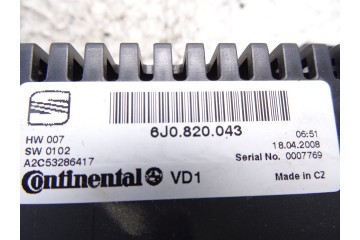 6J0.820.043
HW 007
06:51
SW 0102
18.04.2008
A2C53286417
Serial No. 0007769
Continental VD1
Made in CZ